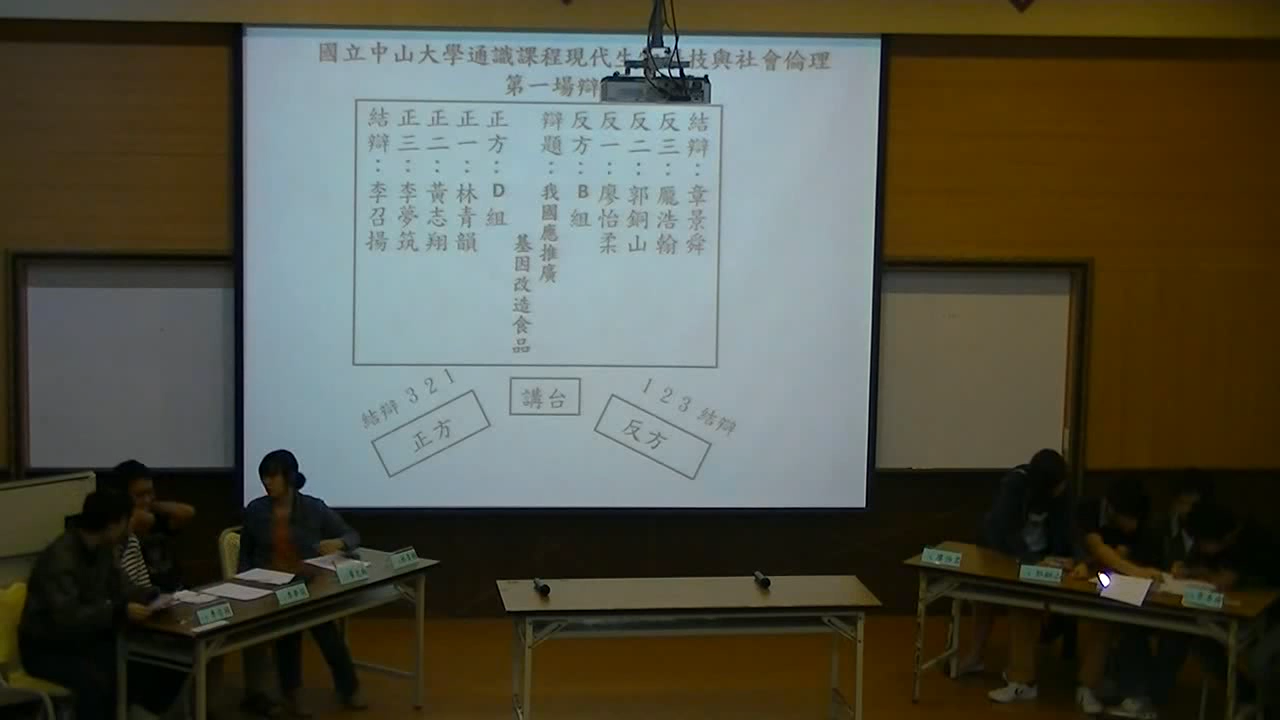 國立中山大學通識課程現代生 技與社會倫理
第一場辯
結辯：章景舜
反三：龎浩翰
反二：郭銅山
反一：廖怡柔
反方：B組
辯題：我國應推廣
基因改造食品
正方：D組
正一：林青韻
正二：黃志翔
正三：李夢筑
結辯：李召揚
結辯 3 2 1
正方
講台
1 2 3 結辯
反方